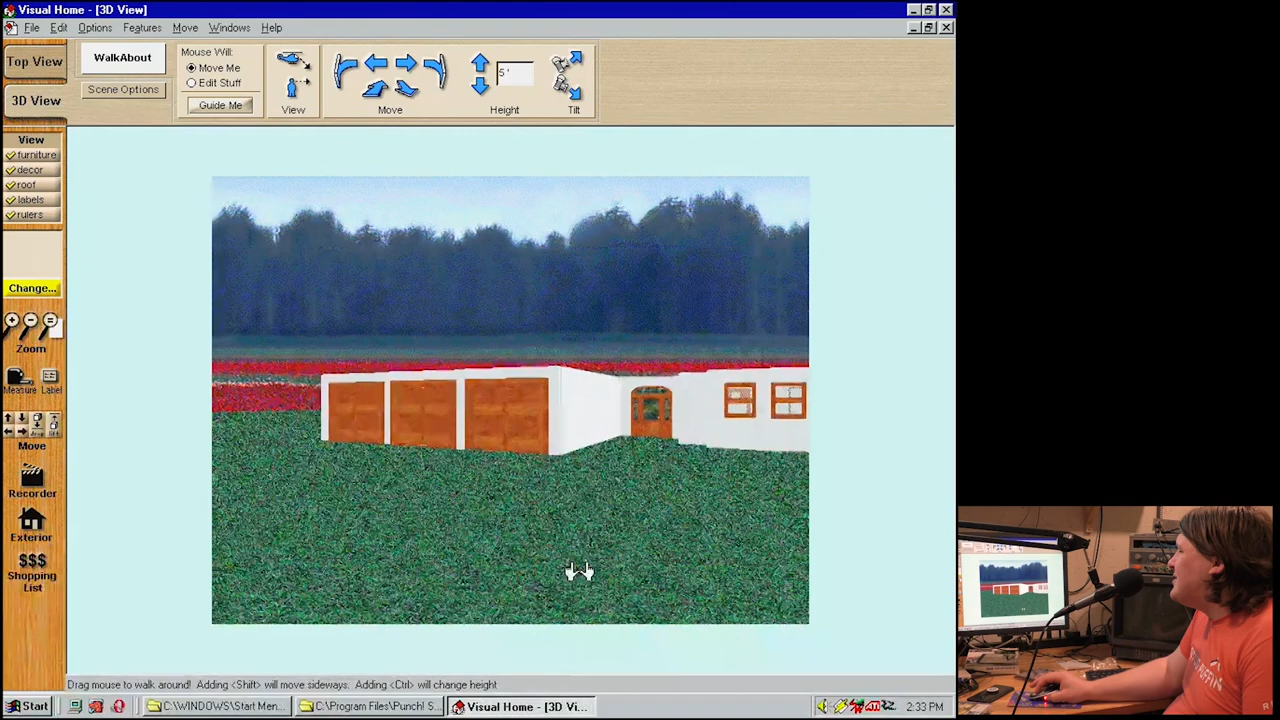 Visual Home - [3D View]
File Edit Options Features Move Windows Help
Top View
3D View
WalkAbout
Scene Options
Mouse Will:
Move Me
Edit Stuff
Guide Me
View
Move
5'
Height
Tilt
View
furniture
decor
roof
labels
rulers
Change...
Zoom
Measure Label
Move
Recorder
Exterior
$$$
Shopping
List
Drag mouse to walk around! Adding <Shift> will move sideways. Adding <Ctrl> will change height
Start
C:\WINDOWS\Start Men...
C:\Program Files\Punch! S...
Visual Home - [3D Vi...
2:33 PM